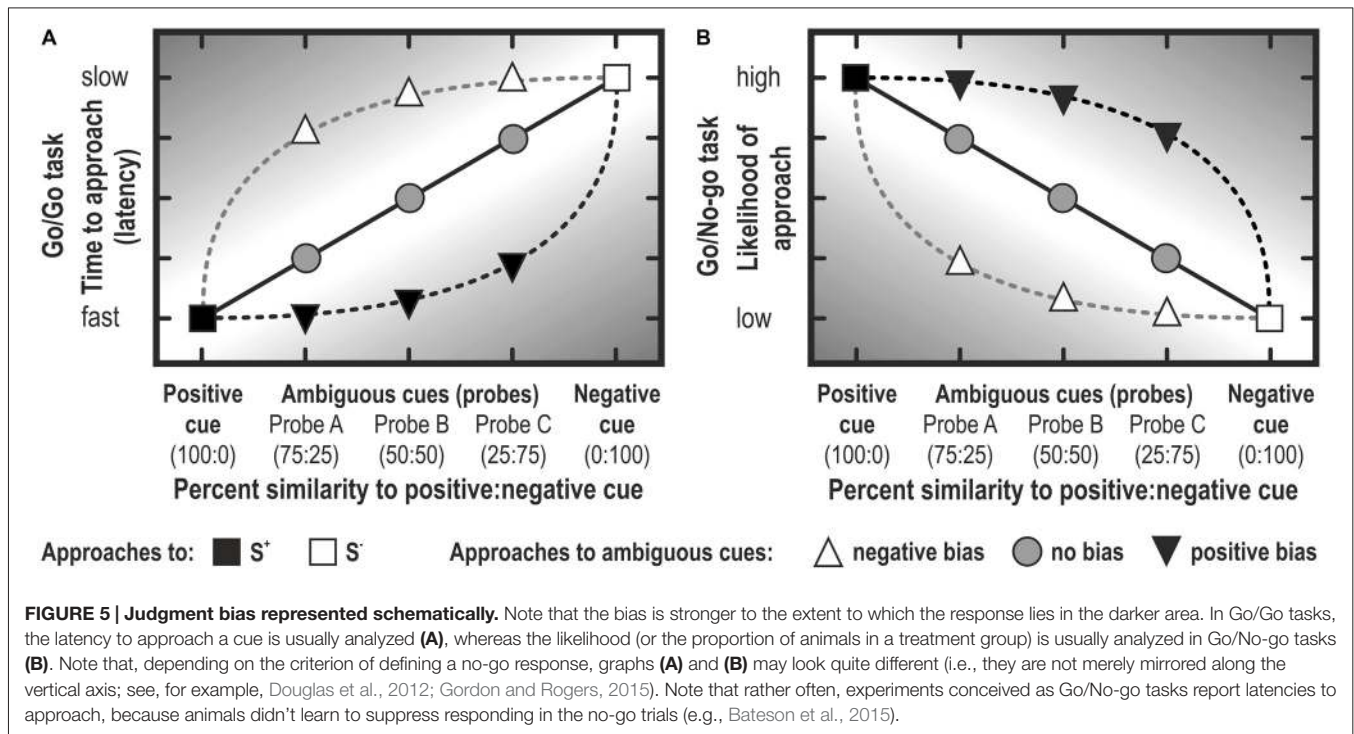 A
slow
fast
Go/Go task
Time to approach
(latency)
Positive
cue
(100:0)
Ambiguous cues (probes)
Probe A
(75:25)
Probe B
(50:50)
Probe C
(25:75)
Negative
cue
(0:100)
Percent similarity to positive:negative cue
B
high
low
Go/No-go task
Likelihood of
approach
Positive
cue
(100:0)
Ambiguous cues (probes)
Probe A
(75:25)
Probe B
(50:50)
Probe C
(25:75)
Negative
cue
(0:100)
Percent similarity to positive:negative cue
Approaches to: S+ S-
Approaches to ambiguous cues: negative bias no bias positive bias
FIGURE 5 | Judgment bias represented schematically. Note that the bias is stronger to the extent to which the response lies in the darker area. In Go/Go tasks,
the latency to approach a cue is usually analyzed (A), whereas the likelihood (or the proportion of animals in a treatment group) is usually analyzed in Go/No-go tasks
(B). Note that, depending on the criterion of defining a no-go response, graphs (A) and (B) may look quite different (i.e., they are not merely mirrored along the
vertical axis; see, for example, Douglas et al., 2012; Gordon and Rogers, 2015). Note that rather often, experiments conceived as Go/No-go tasks report latencies to
approach, because animals didn't learn to suppress responding in the no-go trials (e.g., Bateson et al., 2015).